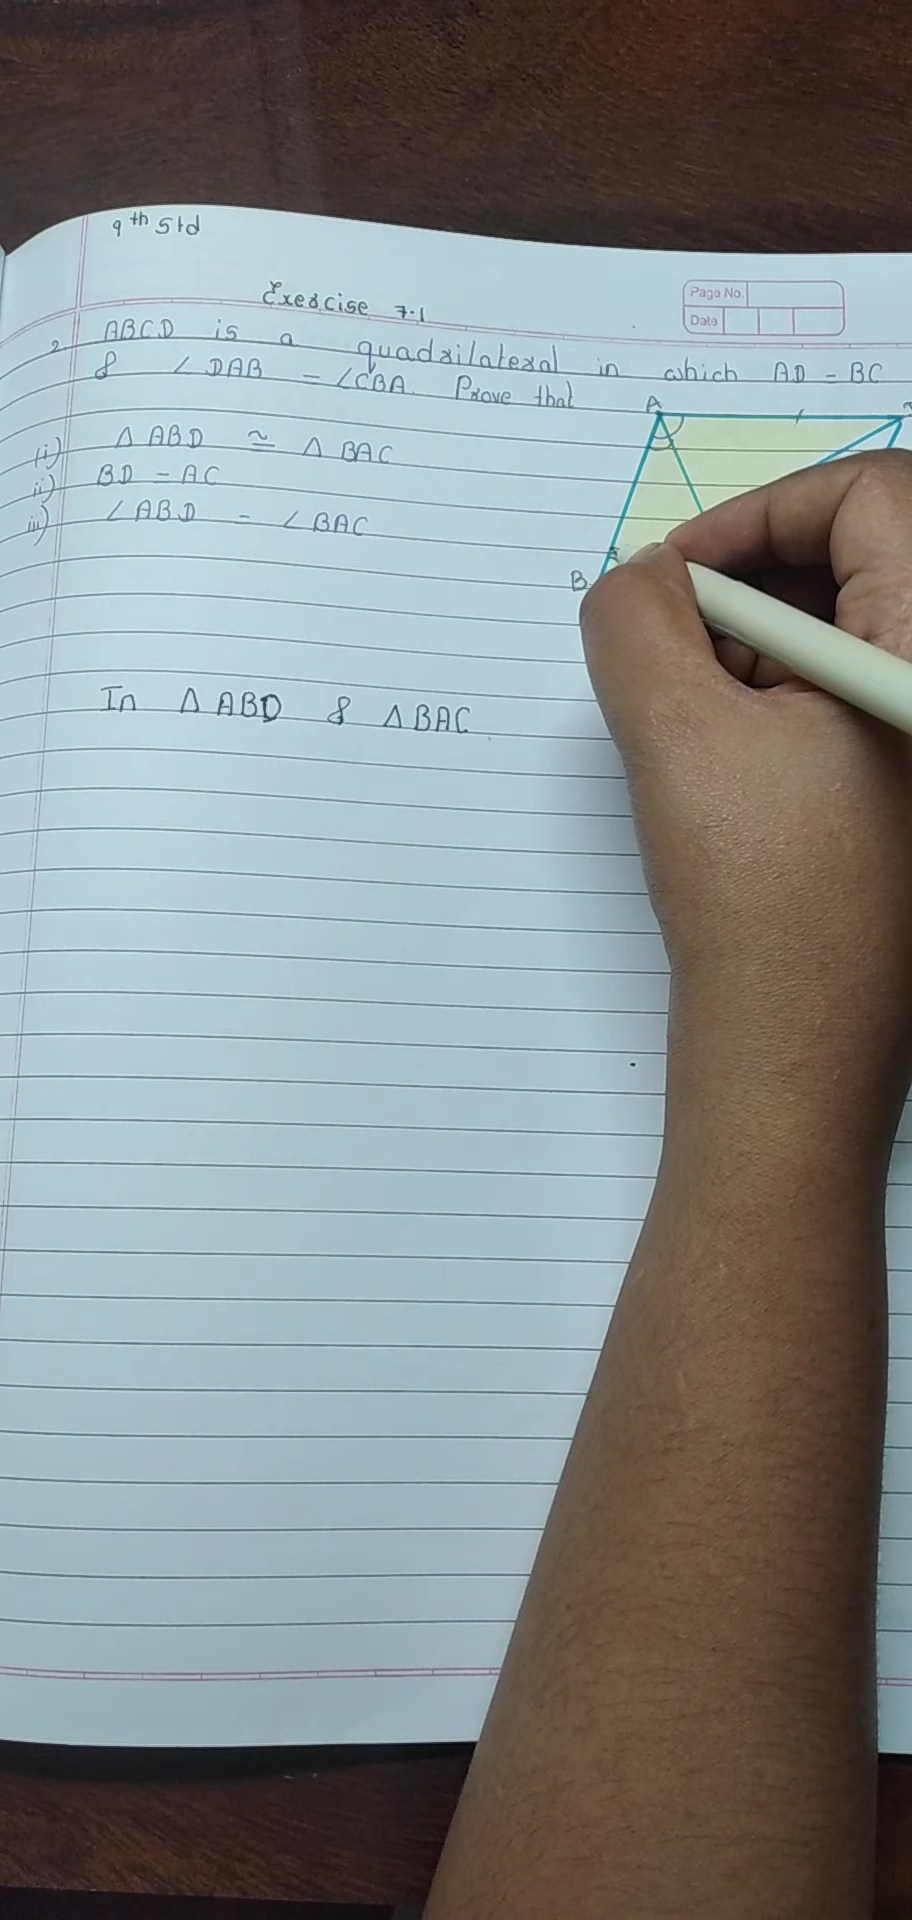 9th Std
Exercise 7.1
Page No.
Date
2. ABCD is a quadrilateral in which AD = BC
& ∠DAB = ∠CBA. Prove that
A
(i) △ ABD ≅ △ BAC
ii) BD = AC
iii) ∠ABD = ∠BAC
B
In △ ABD & △ BAC